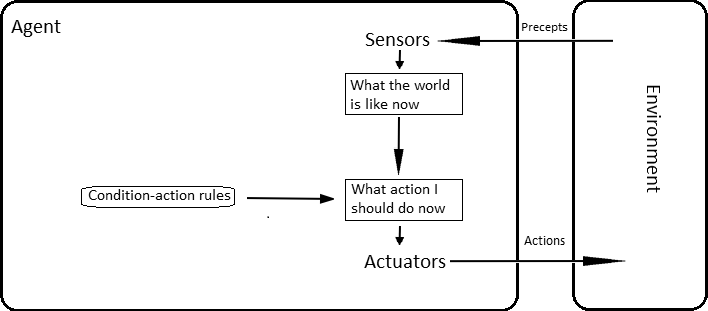 Agent
Sensors
Precepts
What the world
is like now
Environment
Condition-action rules
What action I
should do now
Actuators
Actions